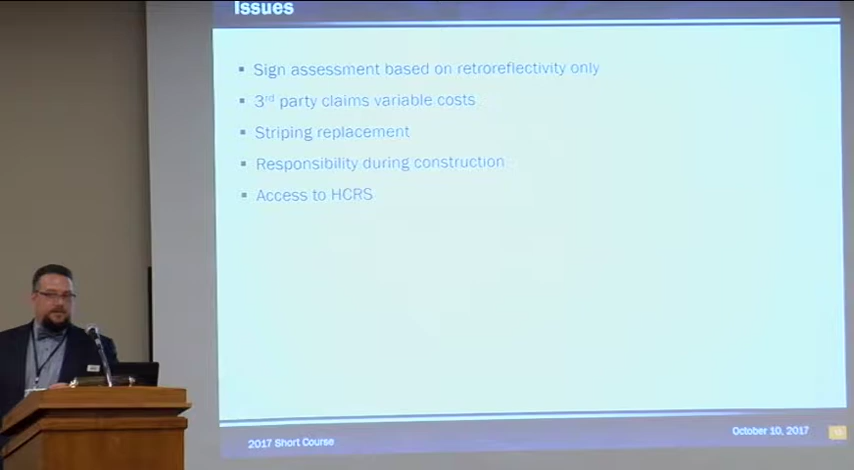 Issues
Sign assessment based on retroreflectivity only
3rd party claims variable costs
Striping replacement
Responsibility during construction
Access to HCRS
2017 Short Course
October 10, 2017